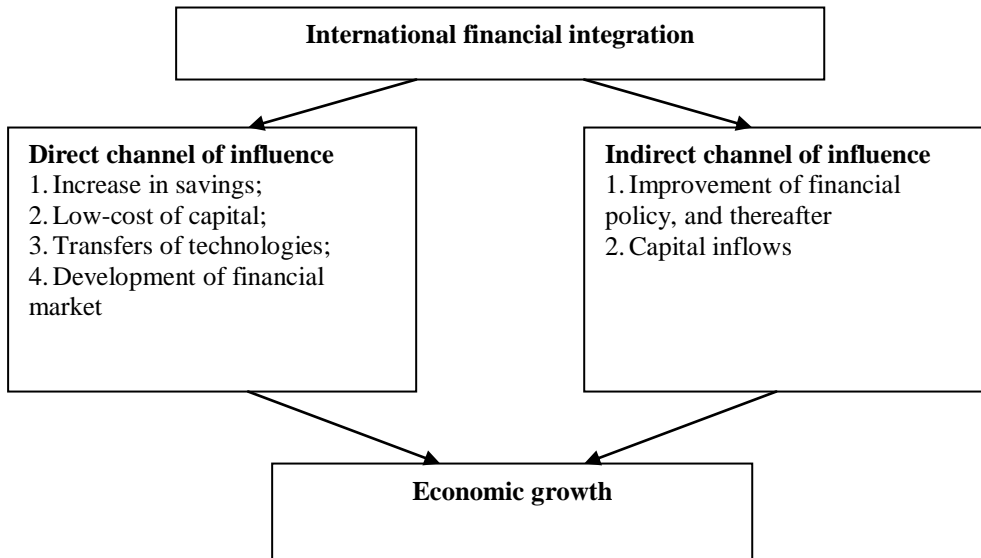 International financial integration
Direct channel of influence
1. Increase in savings;
2. Low-cost of capital;
3. Transfers of technologies;
4. Development of financial
market
Indirect channel of influence
1. Improvement of financial
policy, and thereafter
2. Capital inflows
Economic growth